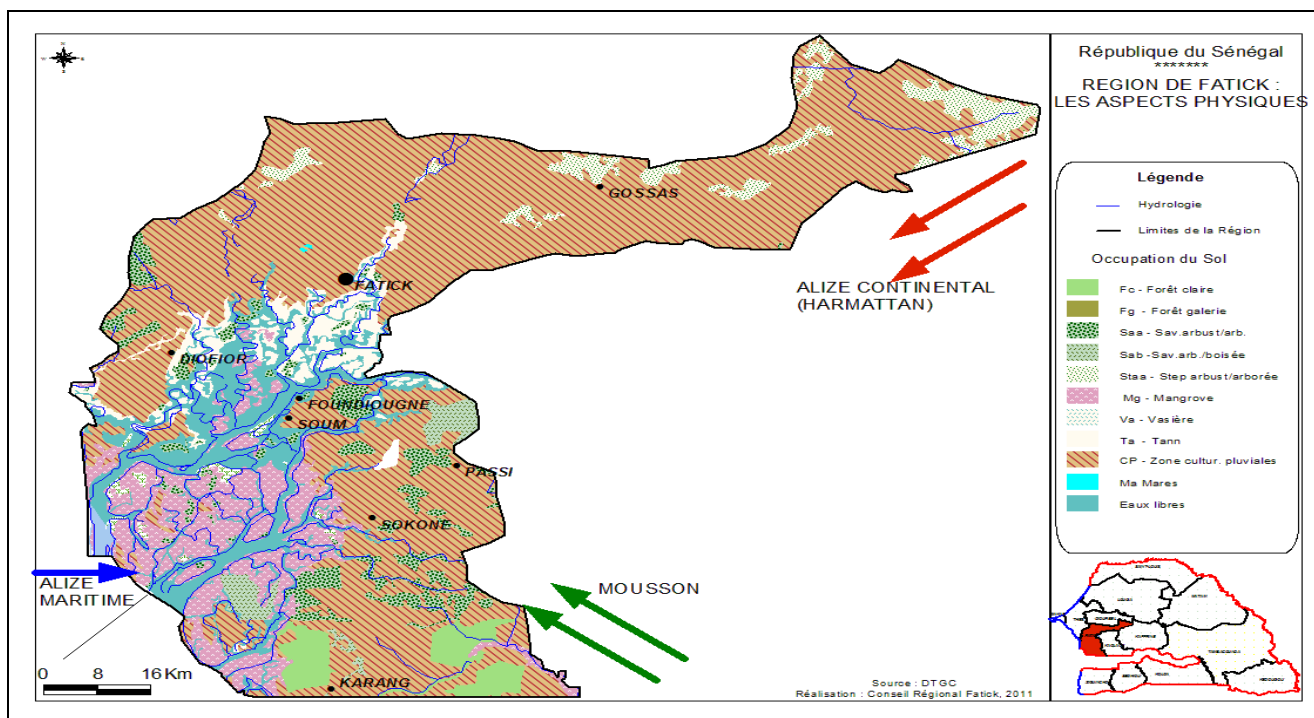 République du Sénégal
*******
REGION DE FATICK :
LES ASPECTS PHYSIQUES
Légende
Hydrologie
Limites de la Région
Occupation du Sol
Fc - Forêt claire
Fg - Forêt galerie
Saa - Sav.arbust/arb.
Sab -Sav.arb./boisée
Staa - Step arbust/arborée
Mg - Mangrove
Va - Vasière
Ta - Tann
CP - Zone cultur. pluviales
Ma Mares
Eaux libres
GOSSAS
FATICK
ALIZE CONTINENTAL
(HARMATTAN)
DIOFIOR
FOUNDIOUGNE
SOUM
PASSI
SOKONE
ALIZE
MARITIME
MOUSSON
KARANG
0 8 16 Km
Source : DTGC
Réalisation : Conseil Régional Fatick, 2011